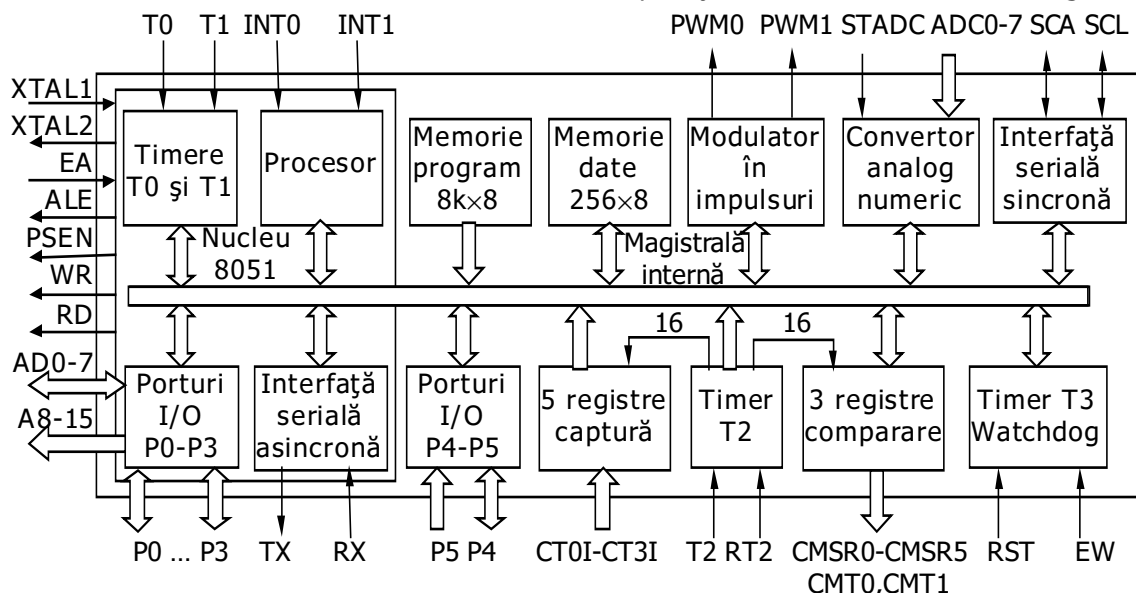 T0 T1 INT0 INT1 PWM0 PWM1 STADC ADC0-7 SCA SCL
XTAL1
XTAL2
EA
ALE
PSEN
WR
RD
AD0-7
A8-15
Timere
T0 şi T1
Procesor
Nucleu
8051
Memorie
program
8k×8
Memorie
date
256×8
Modulator
în
impulsuri
Convertor
analog
numeric
Interfaţă
serială
sincronă
Magistrală
internă
16 16
Porturi
I/O
P0-P3
Interfaţă
serială
asincronă
Porturi
I/O
P4-P5
5 registre
captură
Timer
T2
3 registre
comparare
Timer T3
Watchdog
P0 ... P3 TX RX P5 P4 CT0I-CT3I T2 RT2 CMSR0-CMSR5 RST EW
CMT0,CMT1